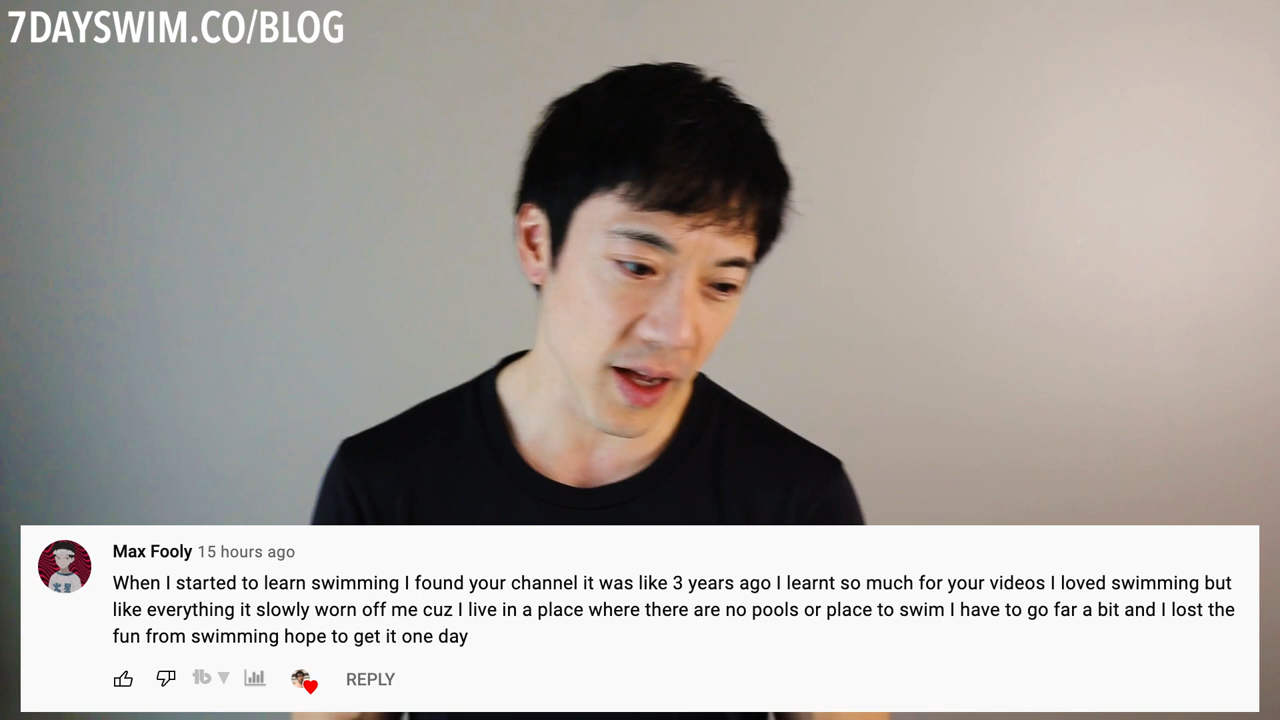 7DAYSWIM.CO/BLOG
Max Fooly 15 hours ago
When I started to learn swimming I found your channel it was like 3 years ago I learnt so much for your videos I loved swimming but
like everything it slowly worn off me cuz I live in a place where there are no pools or place to swim I have to go far a bit and I lost the
fun from swimming hope to get it one day
REPLY